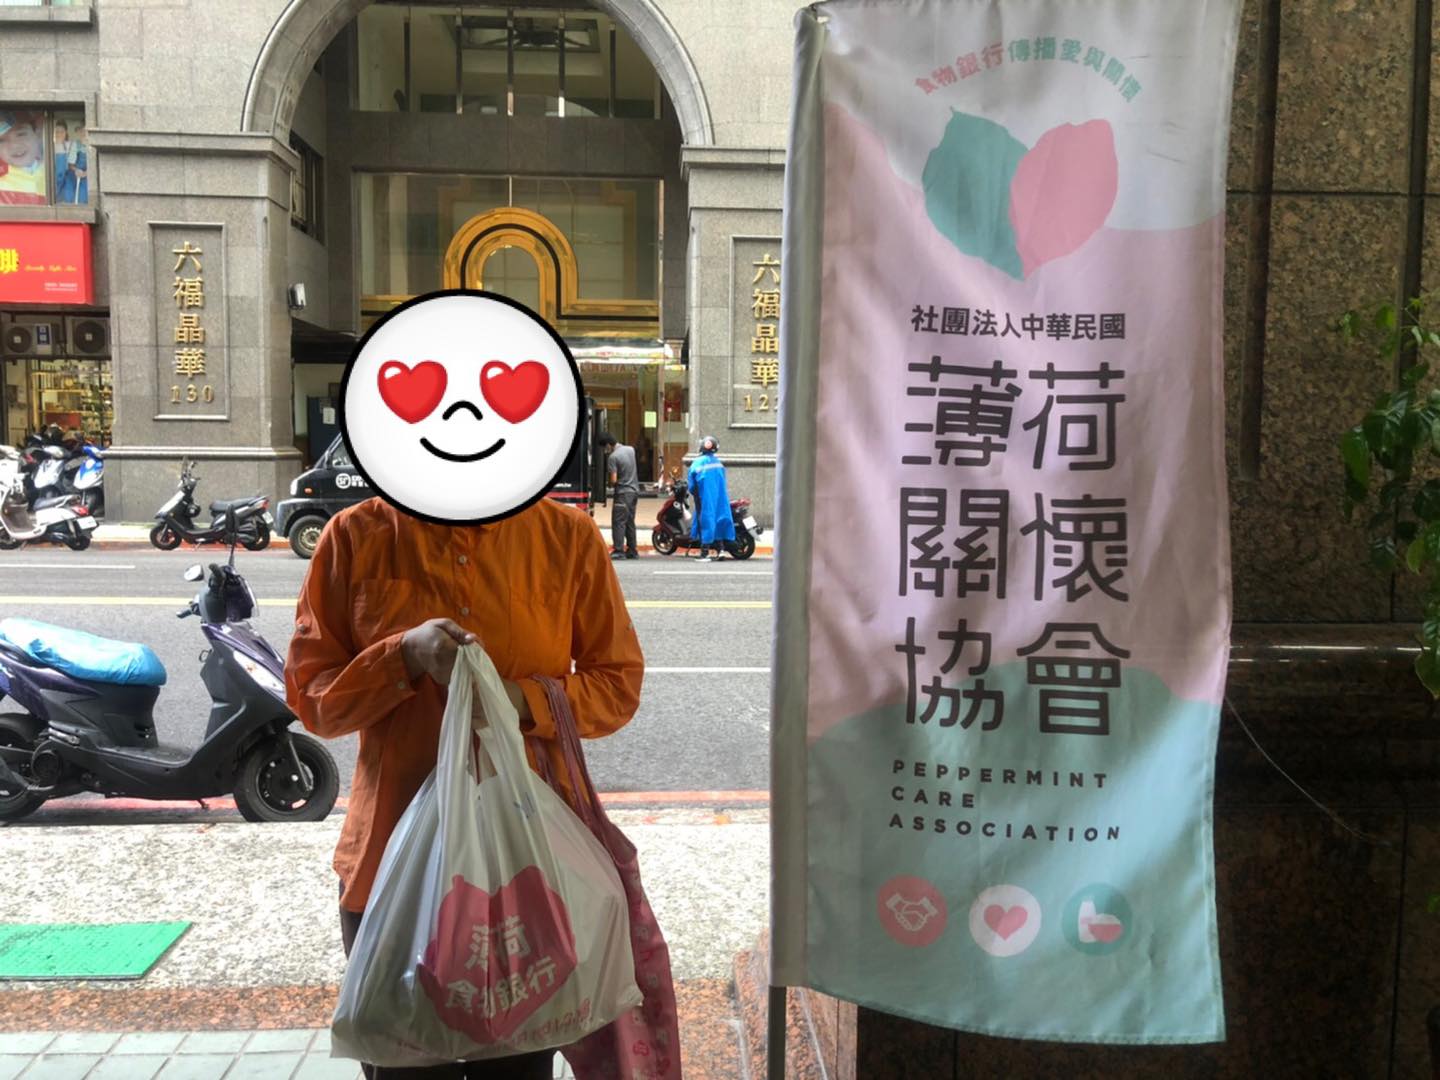 食物銀行傳播愛與關懷
社團法人中華民國
薄荷
關懷
協會
PEPPERMINT
CARE
ASSOCIATION
六福晶華
130
六福晶華
薄荷
食物銀行